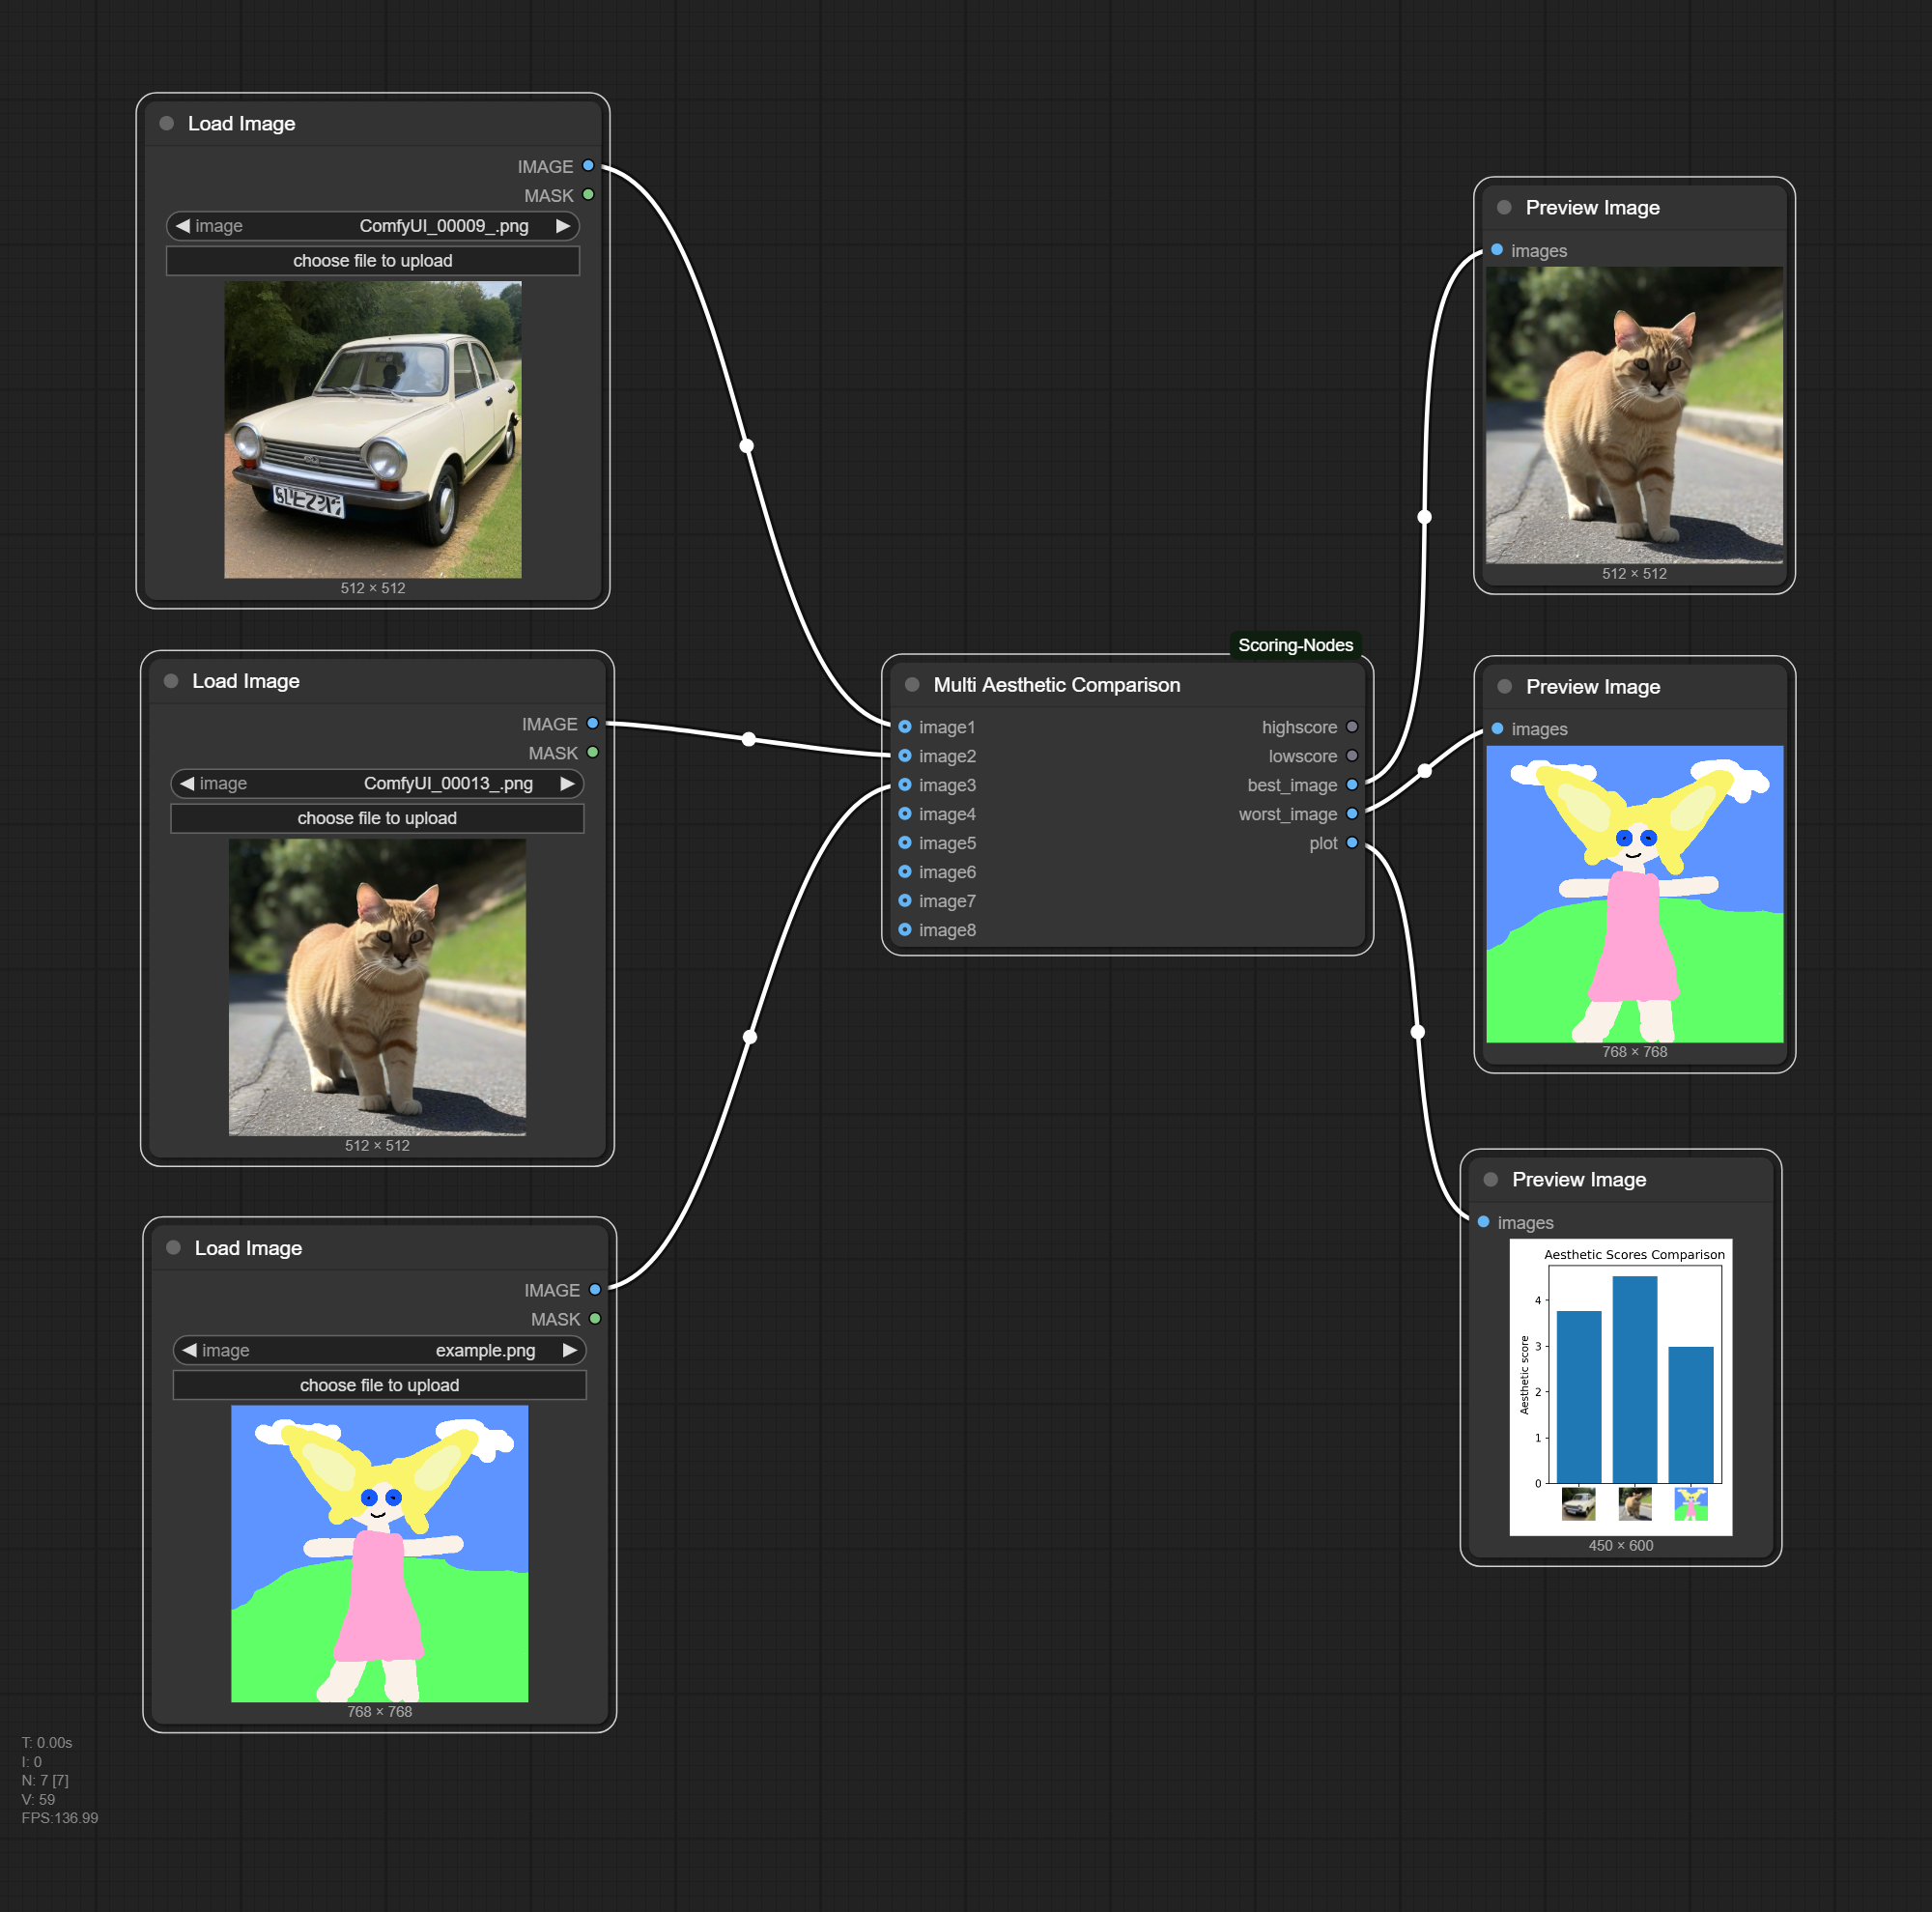 Load Image
IMAGE
MASK
image ComfyUI_00009_.png
choose file to upload
512 × 512
Load Image
IMAGE
MASK
image ComfyUI_00013_.png
choose file to upload
512 × 512
Load Image
IMAGE
MASK
image example.png
choose file to upload
768 × 768
Scoring-Nodes
Multi Aesthetic Comparison
image1 highscore
image2 lowscore
image3 best_image
image4 worst_image
image5 plot
image6
image7
image8
Preview Image
images
512 × 512
Preview Image
images
768 × 768
Preview Image
images
Aesthetic Scores Comparison
Aesthetic score
4
3
2
1
0
450 × 600
T: 0.00s
I: 0
N: 7 [7]
V: 59
FPS:136.99